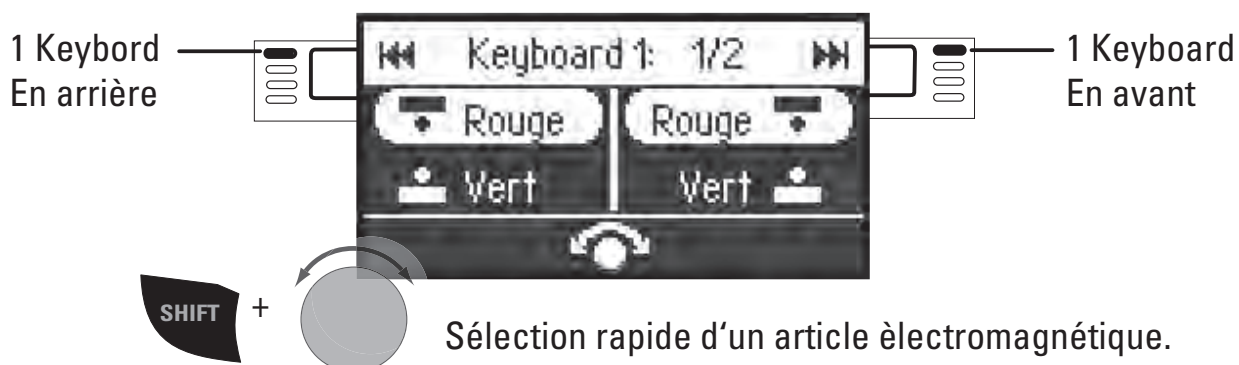 1 Keybord
En arrière
Keyboard 1: 1/2
Rouge Rouge
Vert Vert
1 Keyboard
En avant
SHIFT +
Sélection rapide d‘un article èlectromagnétique.